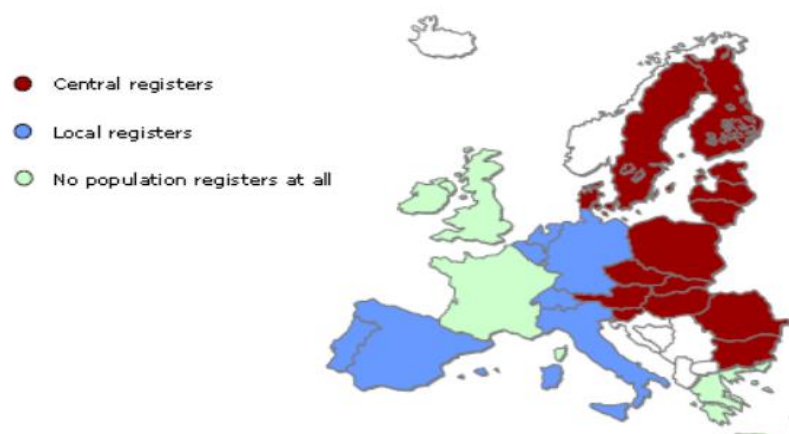 Central registers
Local registers
No population registers at all